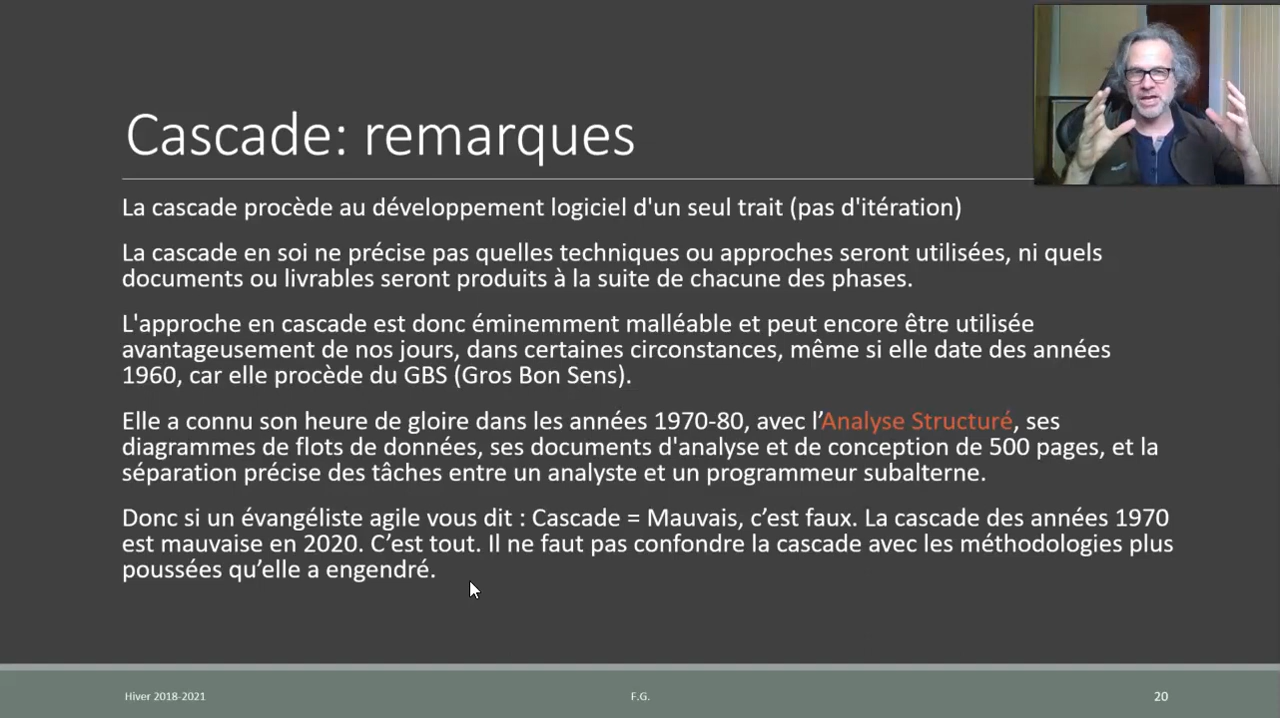 Cascade: remarques
La cascade procède au développement logiciel d'un seul trait (pas d'itération)
La cascade en soi ne précise pas quelles techniques ou approches seront utilisées, ni quels
documents ou livrables seront produits à la suite de chacune des phases.
L'approche en cascade est donc éminemment malléable et peut encore être utilisée
avantageusement de nos jours, dans certaines circonstances, même si elle date des années
1960, car elle procède du GBS (Gros Bon Sens).
Elle a connu son heure de gloire dans les années 1970-80, avec l’Analyse Structuré, ses
diagrammes de flots de données, ses documents d'analyse et de conception de 500 pages, et la
séparation précise des tâches entre un analyste et un programmeur subalterne.
Donc si un évangéliste agile vous dit : Cascade = Mauvais, c’est faux. La cascade des années 1970
est mauvaise en 2020. C’est tout. Il ne faut pas confondre la cascade avec les méthodologies plus
poussées qu’elle a engendré.
Hiver 2018-2021
F.G.
20